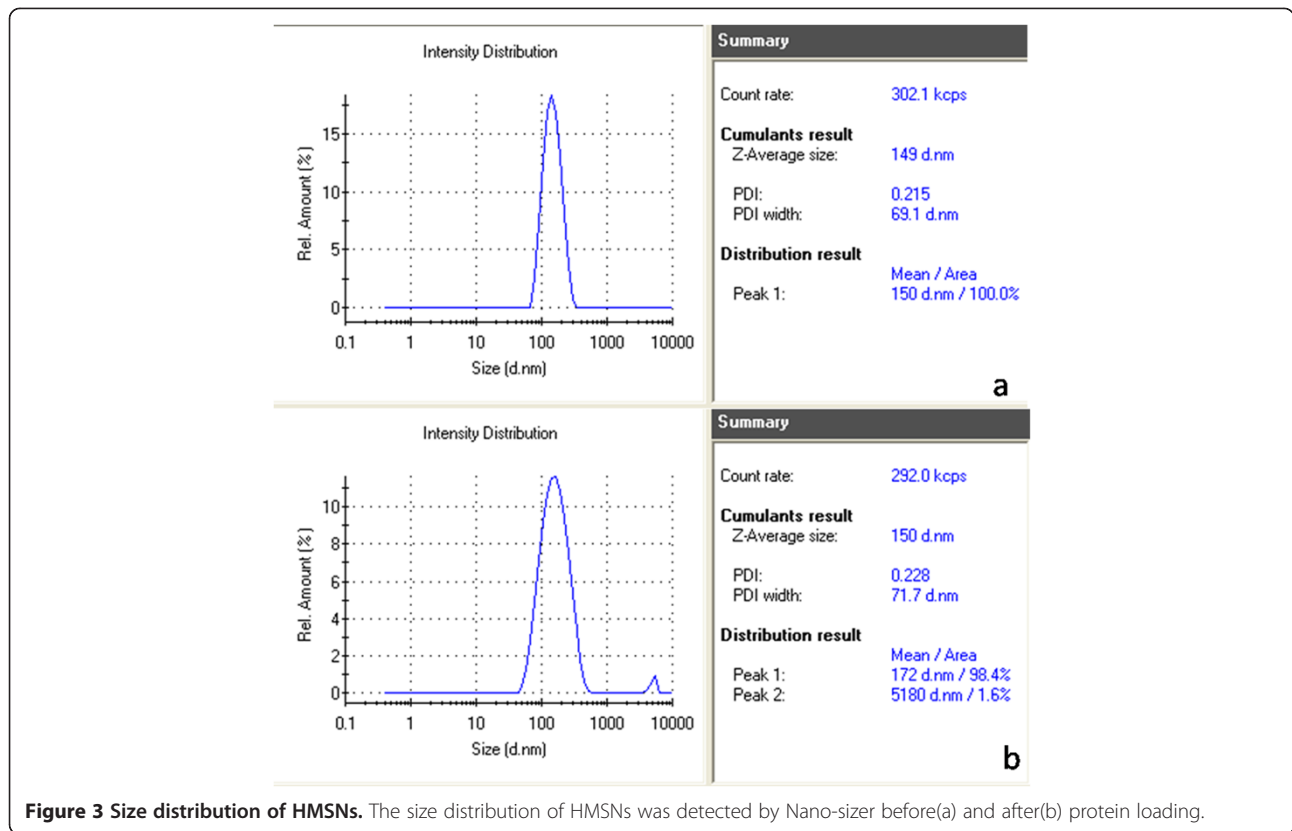 Intensity Distribution
Rel. Amount (%)
15
10
5
0
0.1 1 10 100 1000 10000
Size (d.nm)
Summary
Count rate: 302.1 kcps
Cumulants result
Z-Average size: 149 d.nm
PDI: 0.215
PDI width: 69.1 d.nm
Distribution result
Mean / Area
Peak 1: 150 d.nm / 100.0%
a
Intensity Distribution
Rel. Amount (%)
10
8
6
4
2
0
0.1 1 10 100 1000 10000
Size (d.nm)
Summary
Count rate: 292.0 kcps
Cumulants result
Z-Average size: 150 d.nm
PDI: 0.228
PDI width: 71.7 d.nm
Distribution result
Mean / Area
Peak 1: 172 d.nm / 98.4%
Peak 2: 5180 d.nm / 1.6%
b
Figure 3 Size distribution of HMSNs. The size distribution of HMSNs was detected by Nano-sizer before(a) and after(b) protein loading.